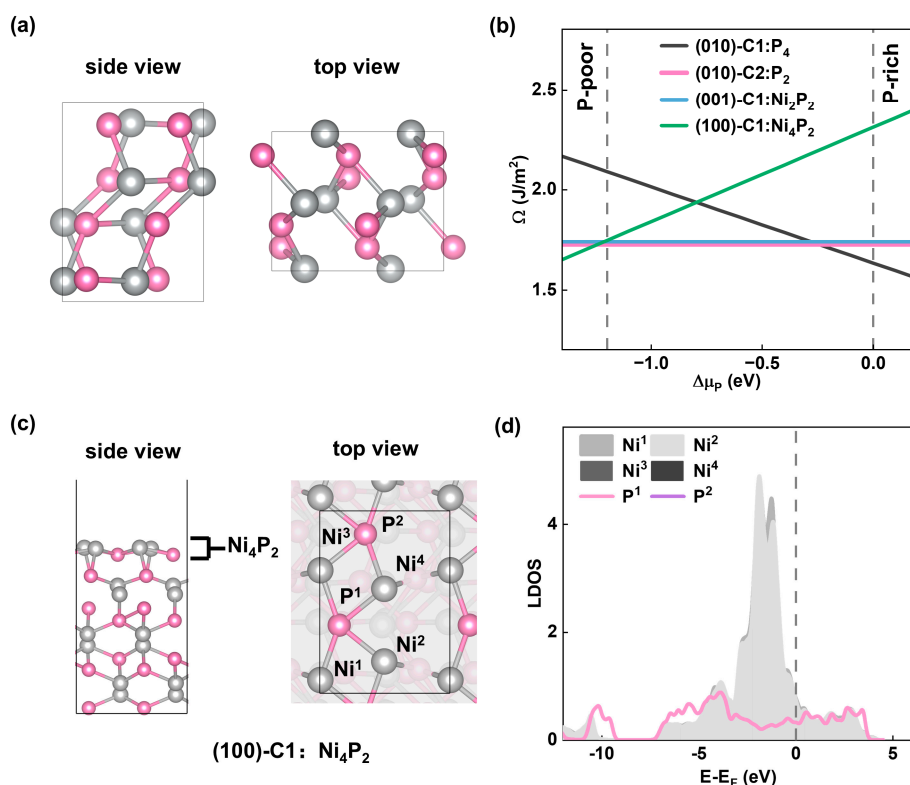 (a)
side view
top view
(b)
P-poor
P-rich
(010)-C1:P₄
(010)-C2:P₂
(001)-C1:Ni₂P₂
(100)-C1:Ni₄P₂
2.5
2.0
1.5
Ω (J/m²)
−1.0
−0.5
0.0
Δμ_P (eV)
(c)
side view
top view
Ni₄P₂
P²
Ni³
Ni⁴
P¹
Ni²
Ni¹
(100)-C1: Ni₄P₂
(d)
Ni¹
Ni²
Ni³
Ni⁴
P¹
P²
4
2
0
LDOS
-10
-5
0
5
E-E_F (eV)